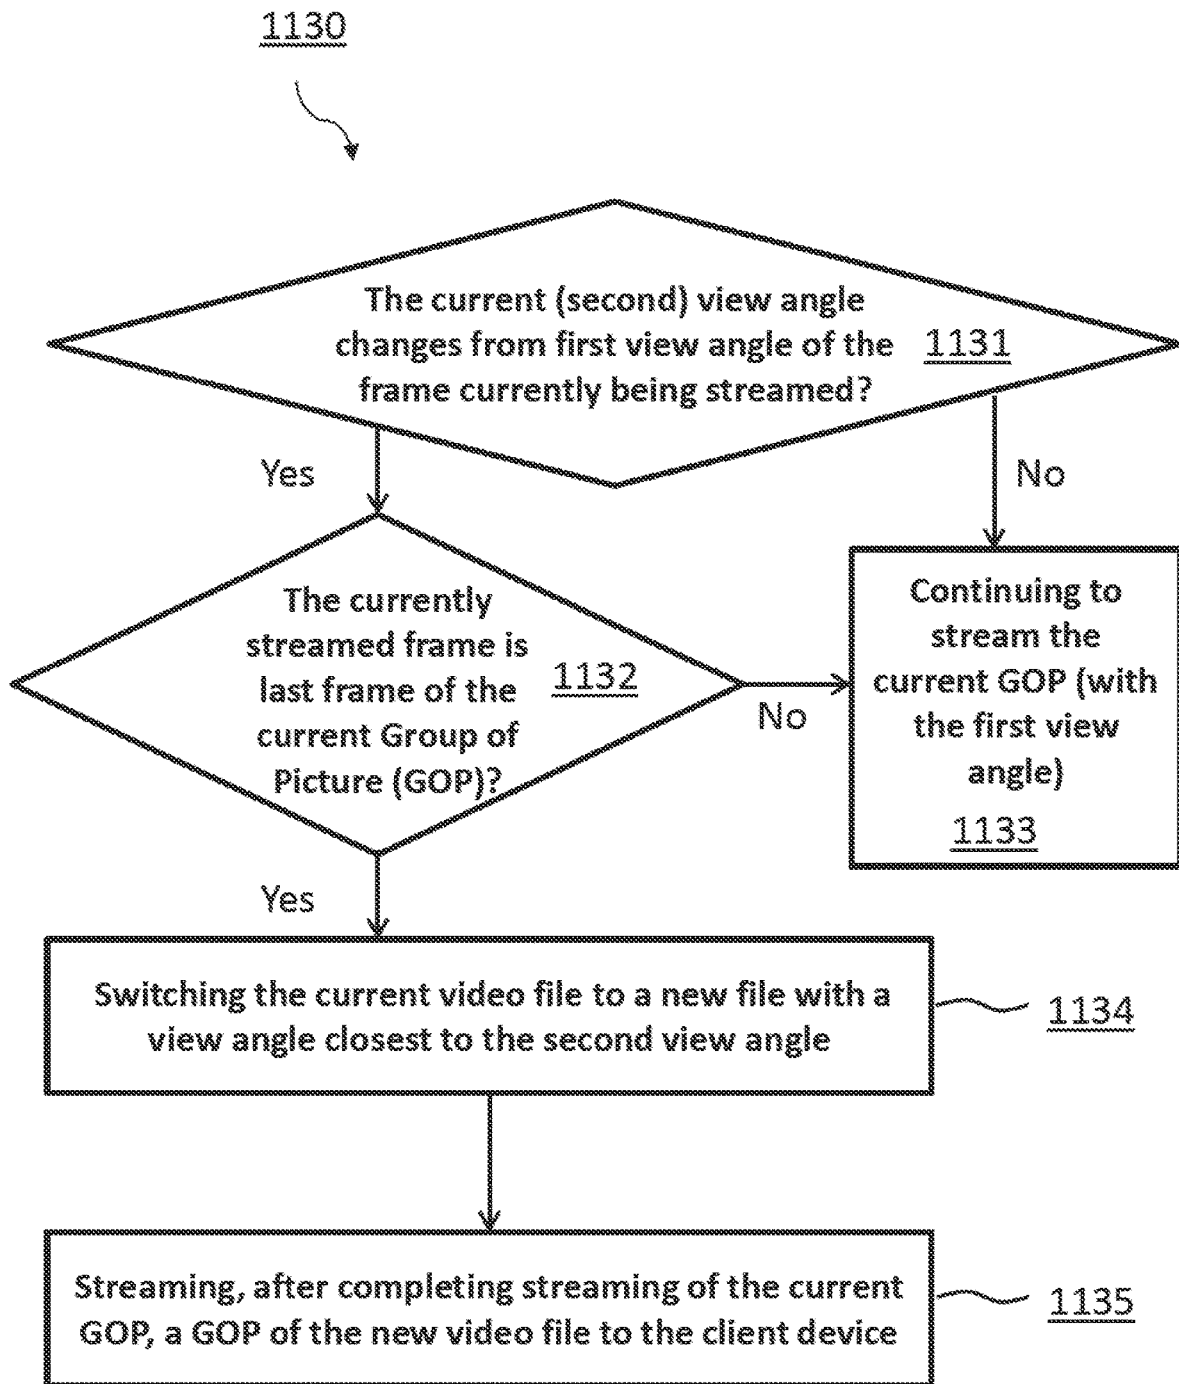 1130
The current (second) view angle
changes from first view angle of the
frame currently being streamed?
1131
Yes
No
The currently
streamed frame is
last frame of the
current Group of
Picture (GOP)?
1132
No
Continuing to
stream the
current GOP (with
the first view
angle)
1133
Yes
Switching the current video file to a new file with a
view angle closest to the second view angle
1134
Streaming, after completing streaming of the current
GOP, a GOP of the new video file to the client device
1135